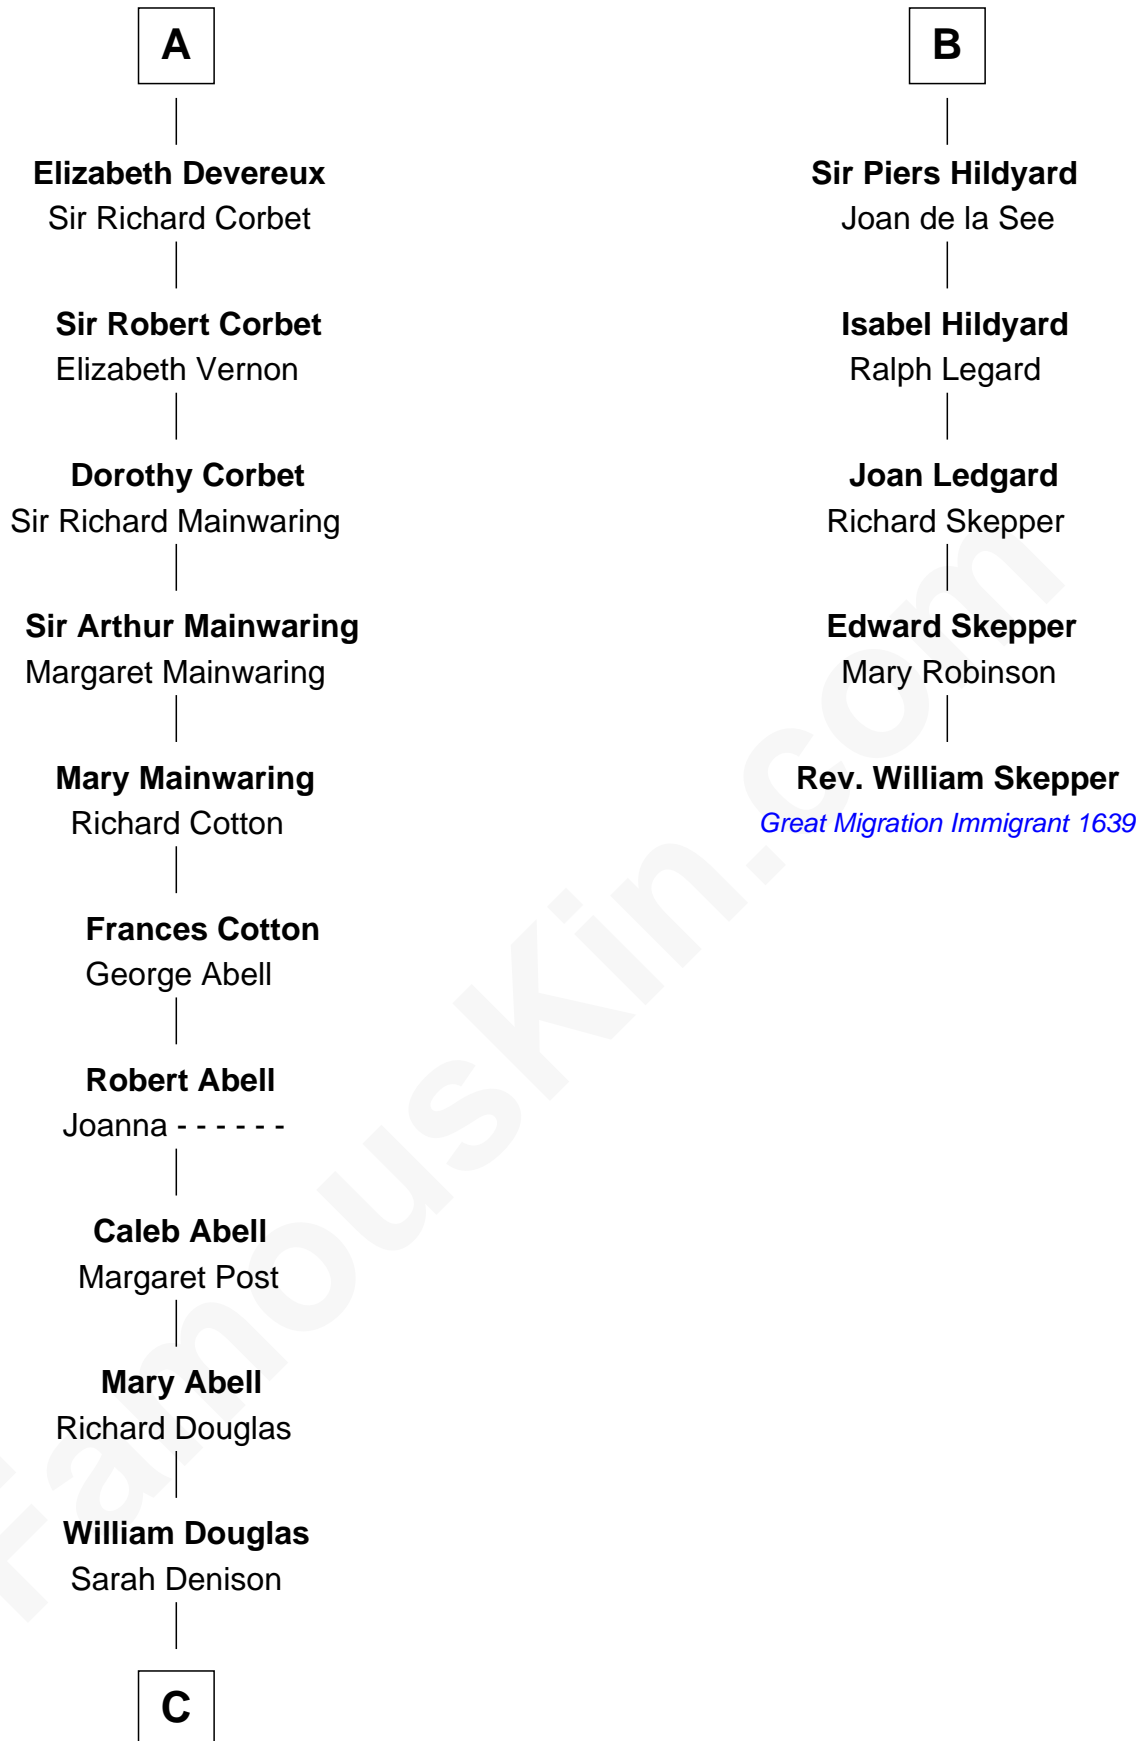 A
Elizabeth Devereux
Sir Richard Corbet
Sir Robert Corbet
Elizabeth Vernon
Dorothy Corbet
Sir Richard Mainwaring
Sir Arthur Mainwaring
Margaret Mainwaring
Mary Mainwaring
Richard Cotton
Frances Cotton
George Abell
Robert Abell
Joanna - - - - - -
Caleb Abell
Margaret Post
Mary Abell
Richard Douglas
William Douglas
Sarah Denison
C
B
Sir Piers Hildyard
Joan de la See
Isabel Hildyard
Ralph Legard
Joan Ledgard
Richard Skepper
Edward Skepper
Mary Robinson
Rev. William Skepper
Great Migration Immigrant 1639
FamousKin.com